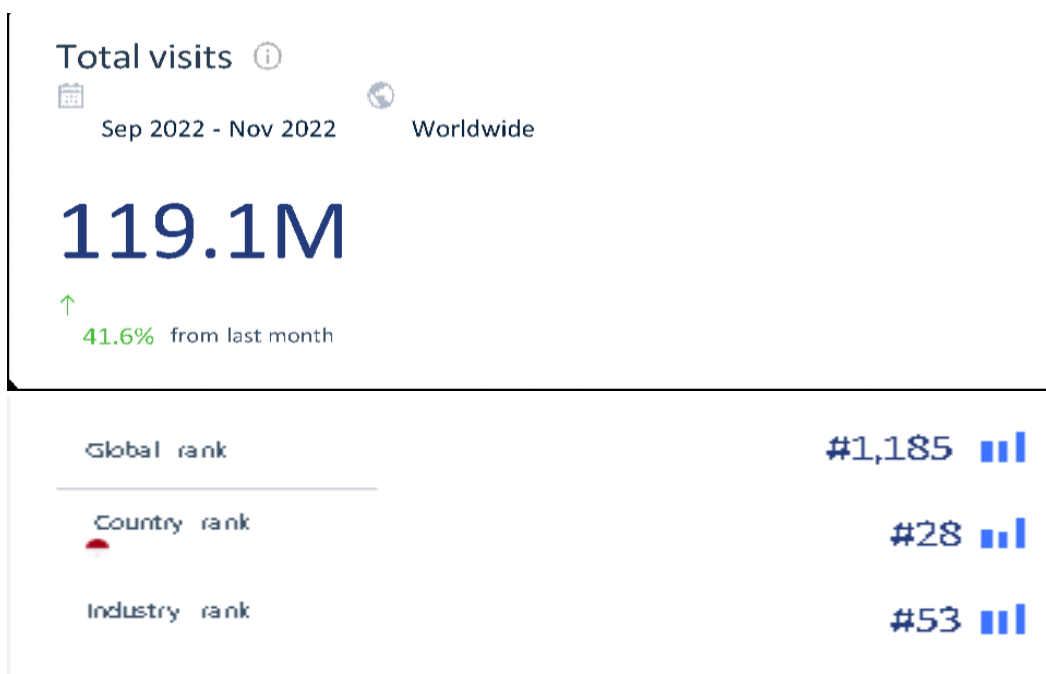 Total visits
Sep 2022 - Nov 2022 Worldwide
119.1M
41.6% from last month
Global rank #1,185
Country rank #28
Industry rank #53